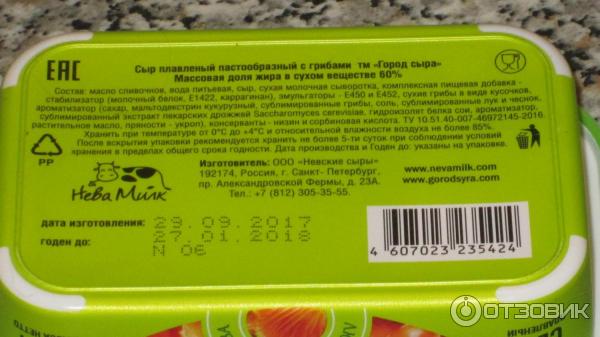 EAC
Сыр плавленый пастообразный с грибами тм «Город сыра»
Массовая доля жира в сухом веществе 60%
Состав: масло сливочное, вода питьевая, сыр, сухая молочная сыворотка, комплексная пищевая добавка -
стабилизатор (молочный белок, Е1422, каррагинан), эмульгаторы - Е450 и Е452, сухие грибы в виде кусочков,
ароматизатор (сахар, мальтодекстрин кукурузный, сублимированные грибы, соль, сублимированные лук и чеснок,
сублимированный экстракт пекарских дрожжей Saccharomyces cerevisiae, гидролизат белка сои, ароматизатор,
растительное масло, пряности - укроп), консерванты - низин и сорбиновая кислота. ТУ 10.51.40-007-46972145-2016.
Хранить при температуре от 0°С до +4°С и относительной влажности воздуха не более 85%.
После вскрытия упаковки рекомендуется хранить не более 5-ти суток при соблюдении условий
хранения в пределах общего срока годности. Дата производства и Годен до: указаны на упаковке.
PP
Нева Милк
Изготовитель: ООО «Невские сыры»
192174, Россия, г. Санкт- Петербург,
пр. Александровской Фермы, д. 23А.
Тел.: +7 (812) 305-35-55.
www.nevamilk.com
www.gorodsyra.com
дата изготовления: 29.09.2017
годен до: 27.01.2018
N 06
4 607023 235424
ОТЗОВИК